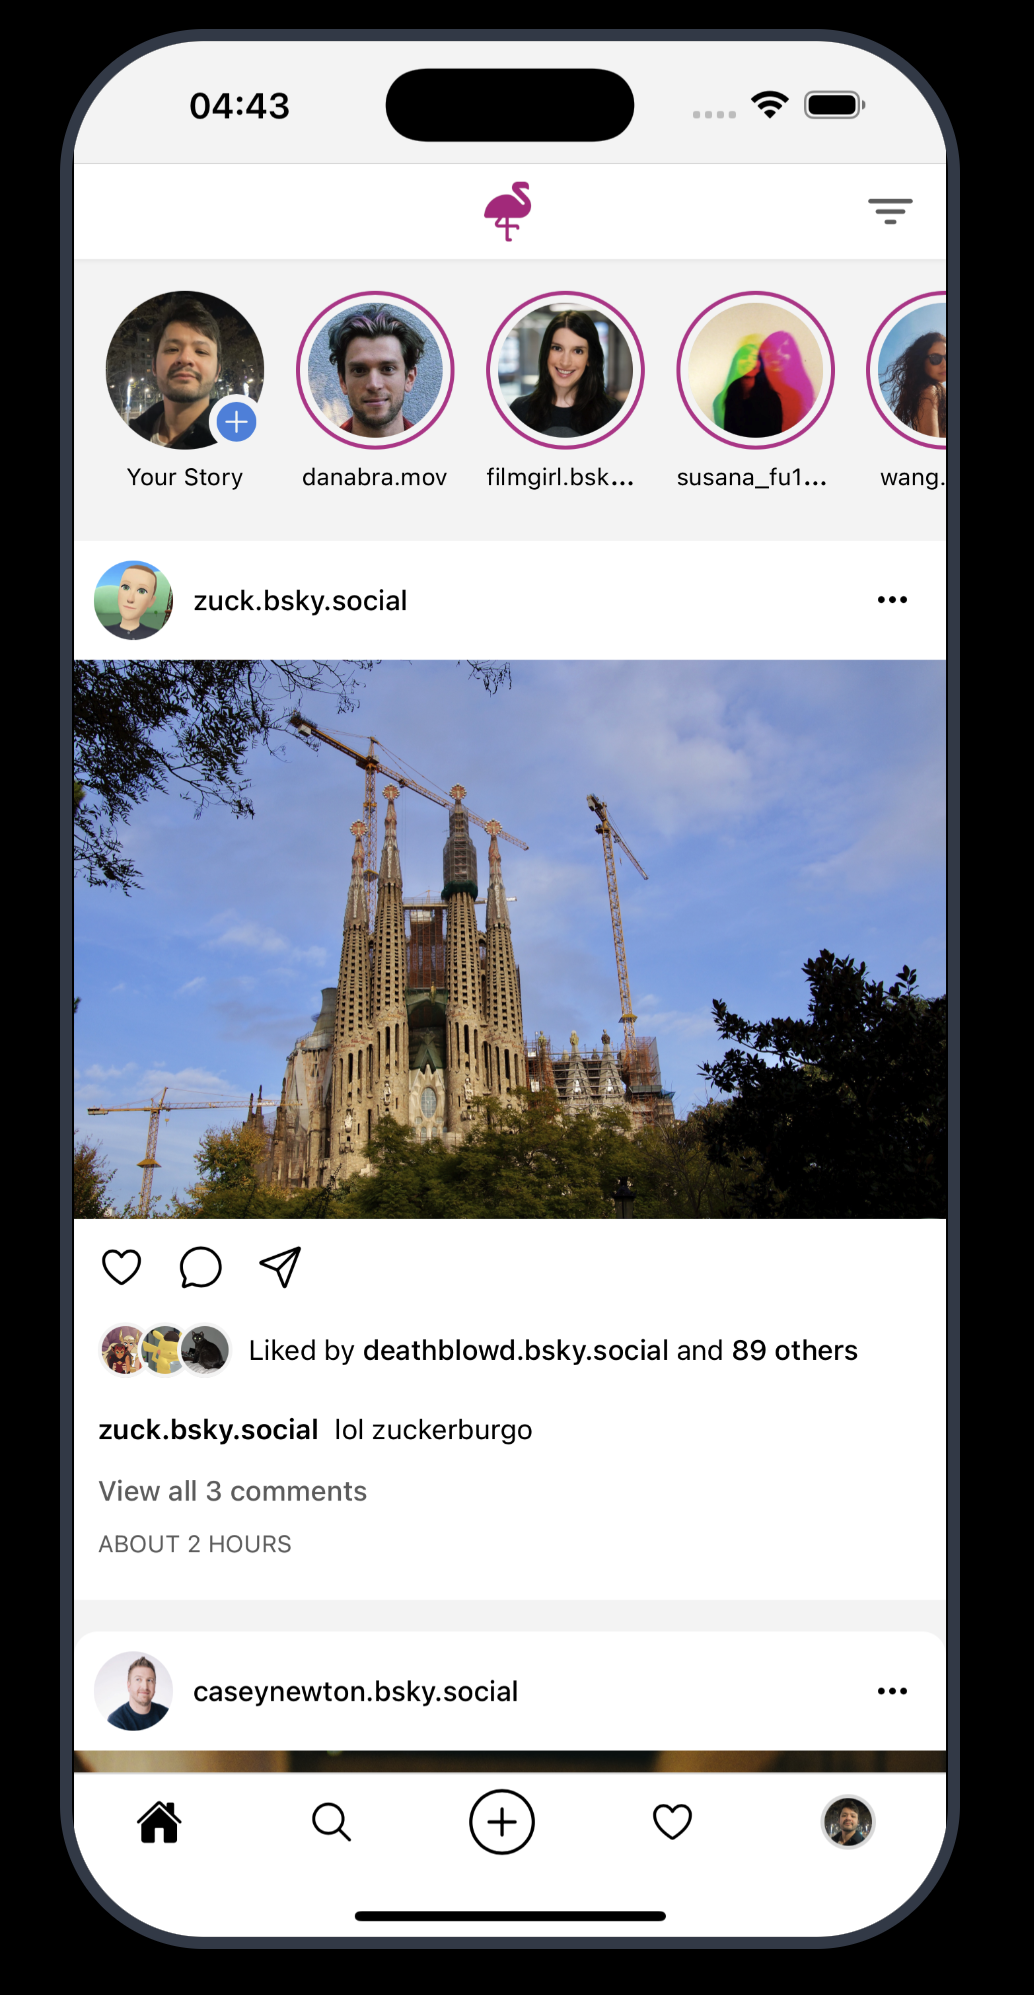 04:43
Your Story
danabra.mov
filmgirl.bsk...
susana_fu1...
wang.
zuck.bsky.social
Liked by deathblowd.bsky.social and 89 others
zuck.bsky.social lol zuckerburgo
View all 3 comments
ABOUT 2 HOURS
caseynewton.bsky.social